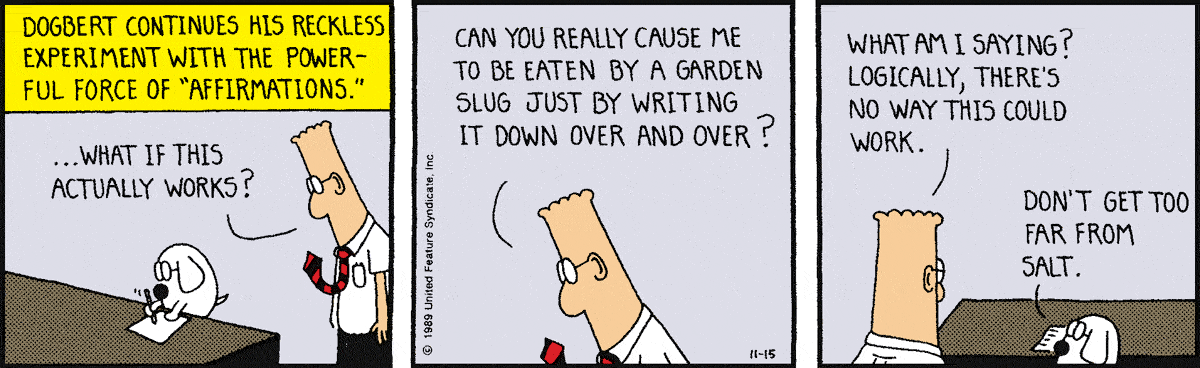 DOGBERT CONTINUES HIS RECKLESS
EXPERIMENT WITH THE POWER-
FUL FORCE OF "AFFIRMATIONS."
...WHAT IF THIS
ACTUALLY WORKS?
CAN YOU REALLY CAUSE ME
TO BE EATEN BY A GARDEN
SLUG JUST BY WRITING
IT DOWN OVER AND OVER?
© 1989 United Feature Syndicate, Inc.
11-15
WHAT AM I SAYING?
LOGICALLY, THERE'S
NO WAY THIS COULD
WORK.
DON'T GET TOO
FAR FROM
SALT.